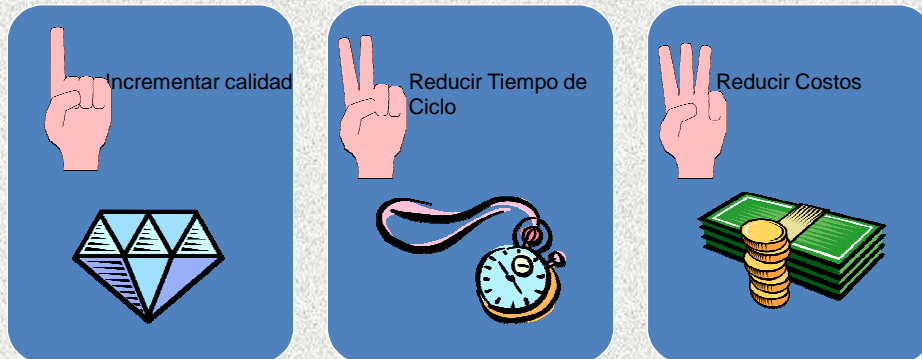 Incrementar calidad
Reducir Tiempo de
Ciclo
Reducir Costos